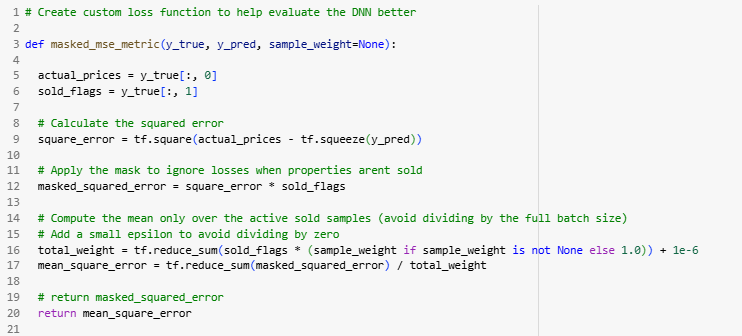 1 # Create custom loss function to help evaluate the DNN better
2
3 def masked_mse_metric(y_true, y_pred, sample_weight=None):
4
5   actual_prices = y_true[:, 0]
6   sold_flags = y_true[:, 1]
7
8   # Calculate the squared error
9   square_error = tf.square(actual_prices - tf.squeeze(y_pred))
10
11   # Apply the mask to ignore losses when properties arent sold
12   masked_squared_error = square_error * sold_flags
13
14   # Compute the mean only over the active sold samples (avoid dividing by the full batch size)
15   # Add a small epsilon to avoid dividing by zero
16   total_weight = tf.reduce_sum(sold_flags * (sample_weight if sample_weight is not None else 1.0)) + 1e-6
17   mean_square_error = tf.reduce_sum(masked_squared_error) / total_weight
18
19   # return masked_squared_error
20   return mean_square_error
21